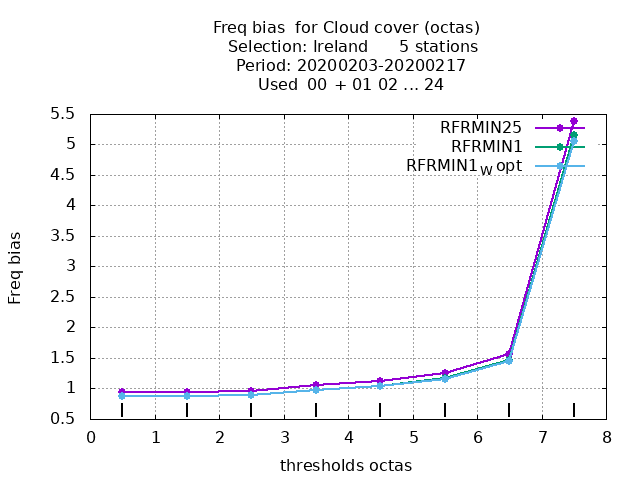 Freq bias  for Cloud cover (octas)
Selection: Ireland      5 stations
Period: 20200203-20200217
Used  00  + 01 02 ... 24
5.5
5
4.5
4
3.5
3
2.5
2
1.5
1
0.5
Freq bias
RFRMIN25
RFRMIN1
RFRMIN1W opt
0 1 2 3 4 5 6 7 8
thresholds octas